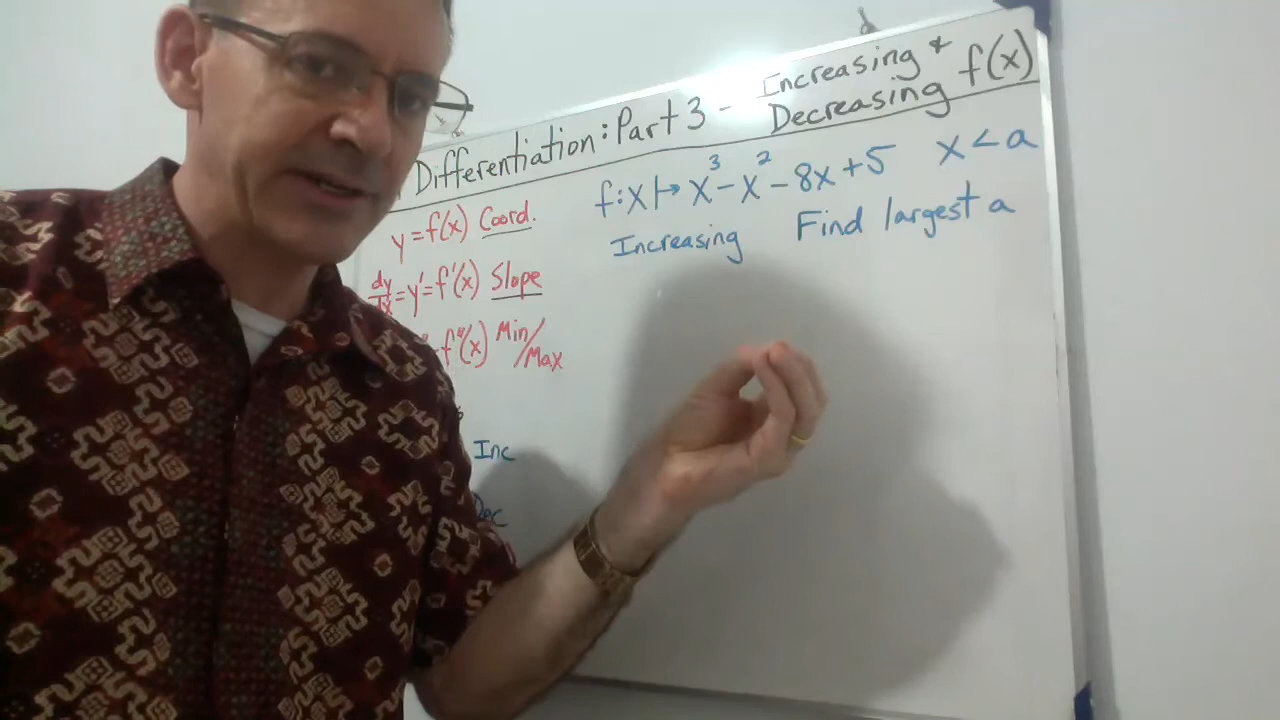 Differentiation: Part 3 - Increasing & Decreasing f(x)
y = f(x) Coord.
dy/dx = y' = f'(x) Slope
f"(x) Min/Max
Inc
Dec
f: x ↦ x³ - x² - 8x + 5 x < a
Increasing Find largest a